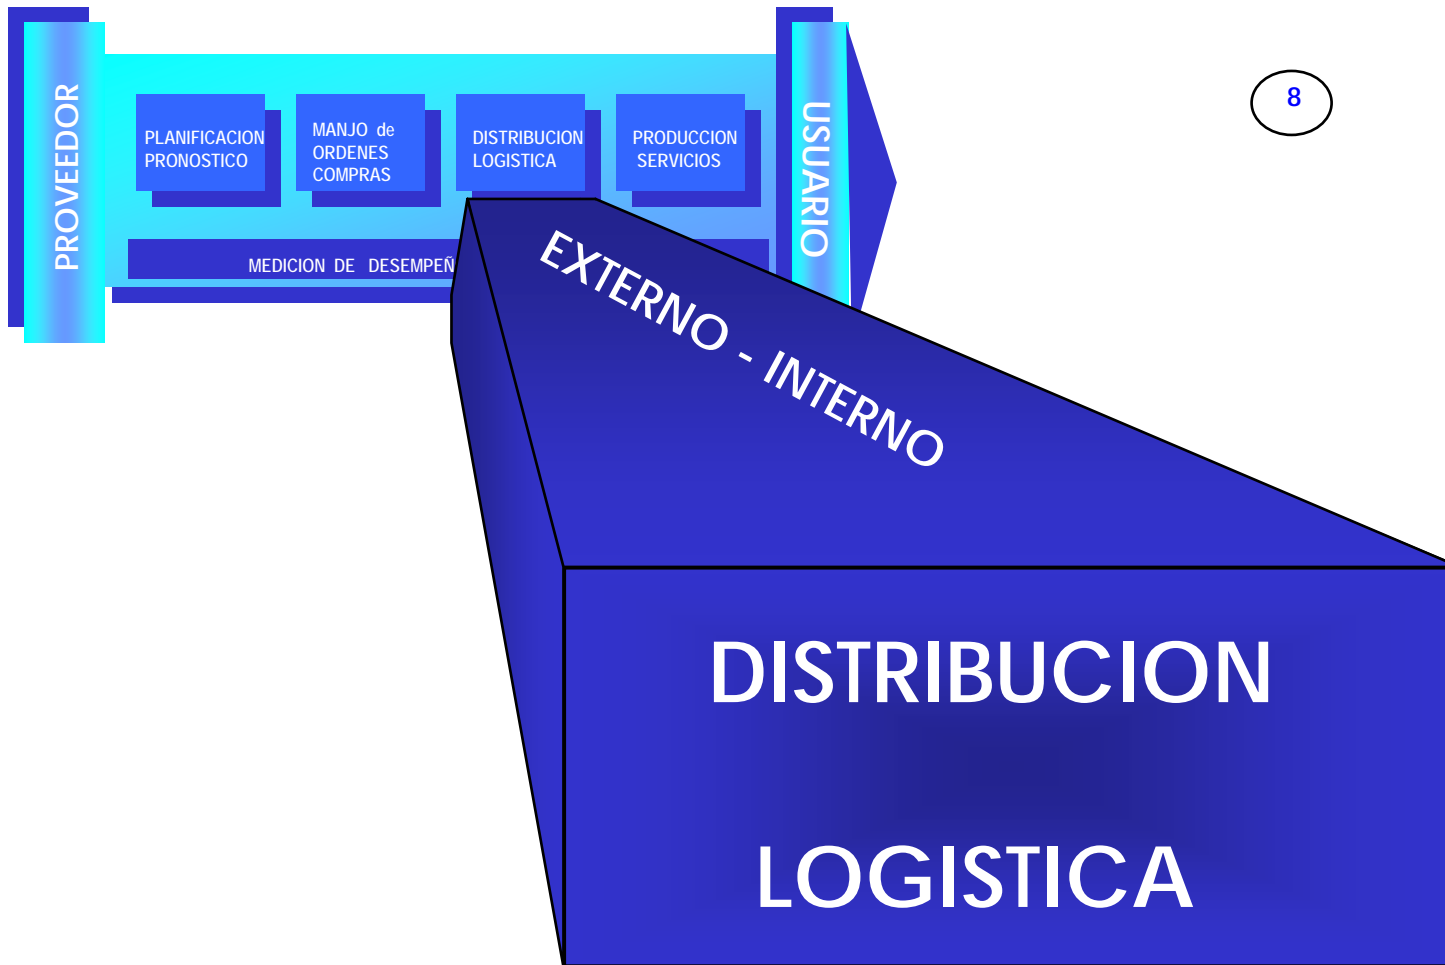 PROVEEDOR
PLANIFICACION
PRONOSTICO
MANJO de
ORDENES
COMPRAS
DISTRIBUCION
LOGISTICA
PRODUCCION
SERVICIOS
USUARIO
8
MEDICION DE DESEMPEÑ
EXTERNO - INTERNO
DISTRIBUCION
LOGISTICA